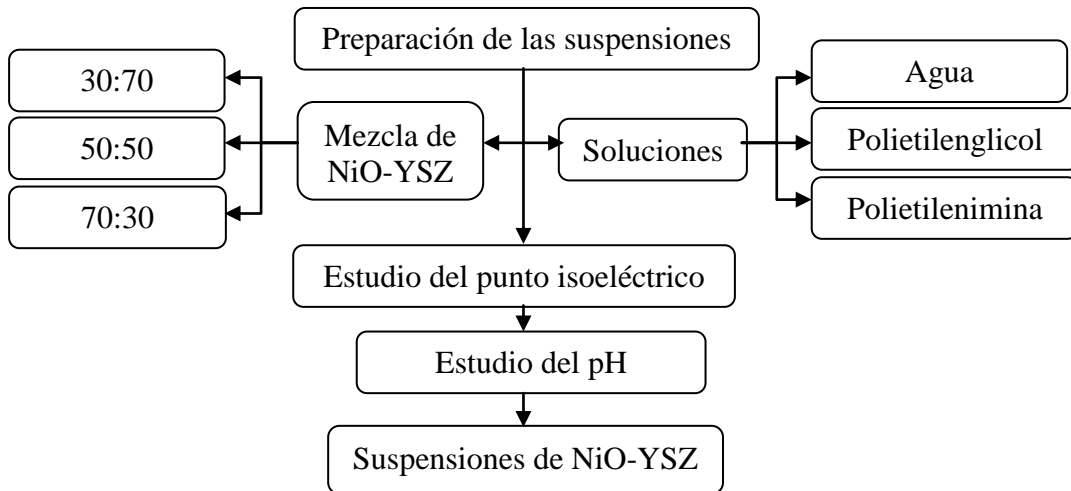 Preparación de las suspensiones
30:70
50:50
70:30
Mezcla de
NiO-YSZ
Soluciones
Agua
Polietilenglicol
Polietilenimina
Estudio del punto isoeléctrico
Estudio del pH
Suspensiones de NiO-YSZ